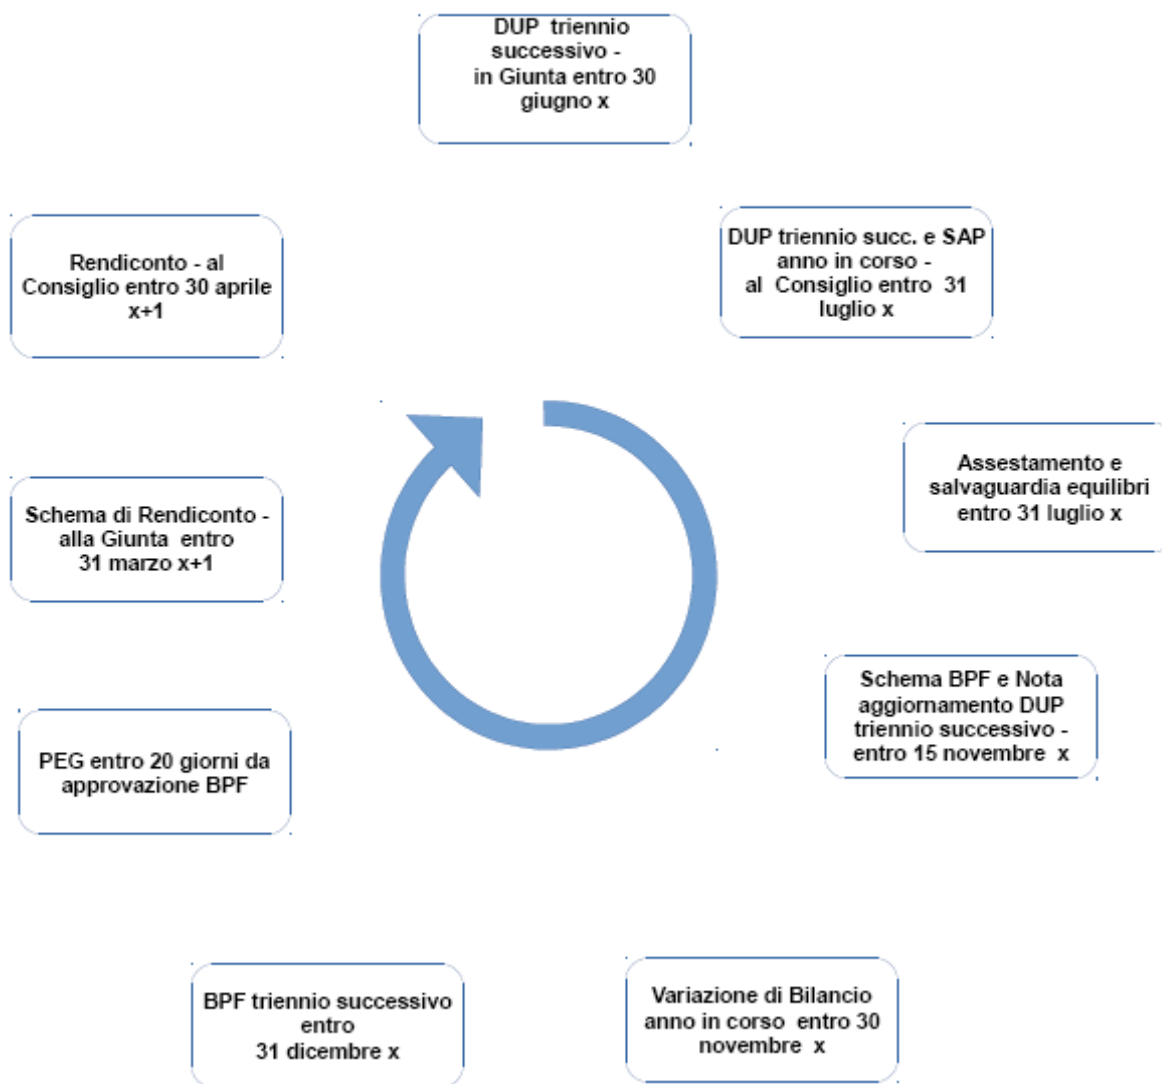 DUP triennio
successivo -
in Giunta entro 30
giugno x
DUP triennio succ. e SAP
anno in corso -
al Consiglio entro 31
luglio x
Assestamento e
salvaguardia equilibri
entro 31 luglio x
Schema BPF e Nota
aggiornamento DUP
triennio successivo -
entro 15 novembre x
Variazione di Bilancio
anno in corso entro 30
novembre x
BPF triennio successivo
entro
31 dicembre x
PEG entro 20 giorni da
approvazione BPF
Schema di Rendiconto -
alla Giunta entro
31 marzo x+1
Rendiconto - al
Consiglio entro 30 aprile
x+1